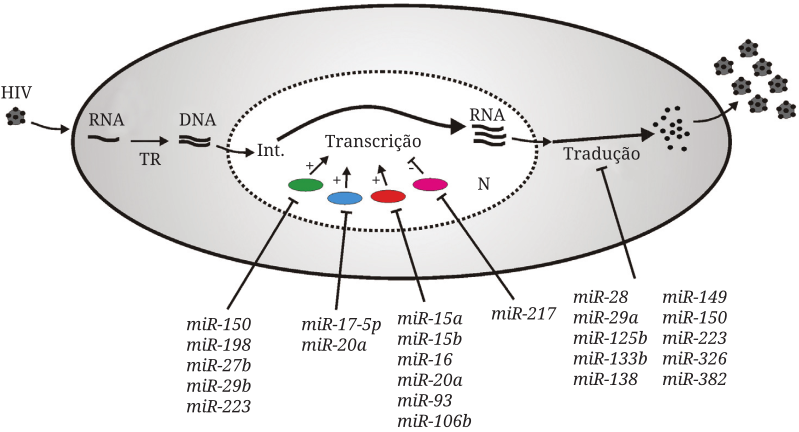 HIV
RNA
TR
DNA
Int.
Transcrição
RNA
Tradução
+
+
+
-
N
miR-150
miR-198
miR-27b
miR-29b
miR-223
miR-17-5p
miR-20a
miR-15a
miR-15b
miR-16
miR-20a
miR-93
miR-106b
miR-217
miR-28
miR-29a
miR-125b
miR-133b
miR-138
miR-149
miR-150
miR-223
miR-326
miR-382